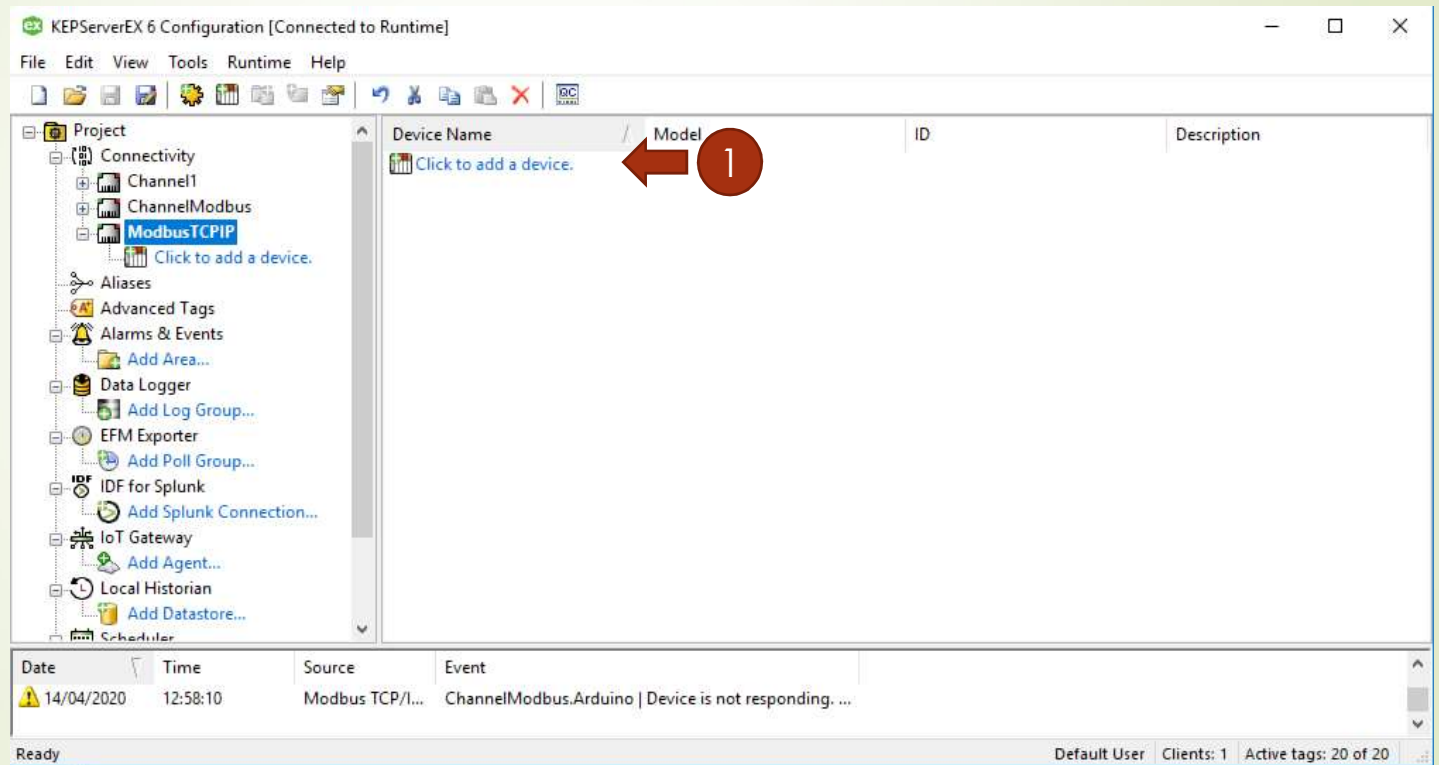 KEPServerEX 6 Configuration [Connected to Runtime]
File Edit View Tools Runtime Help
Project
Connectivity
Channel1
ChannelModbus
ModbusTCPIP
Click to add a device.
Aliases
Advanced Tags
Alarms & Events
Add Area...
Data Logger
Add Log Group...
EFM Exporter
Add Poll Group...
IDF for Splunk
Add Splunk Connection...
IoT Gateway
Add Agent...
Local Historian
Add Datastore...
Scheduler
Device Name Model ID Description
Click to add a device.
1
Date Time Source Event
14/04/2020 12:58:10 Modbus TCP/I... ChannelModbus.Arduino | Device is not responding. ...
Ready Default User Clients: 1 Active tags: 20 of 20